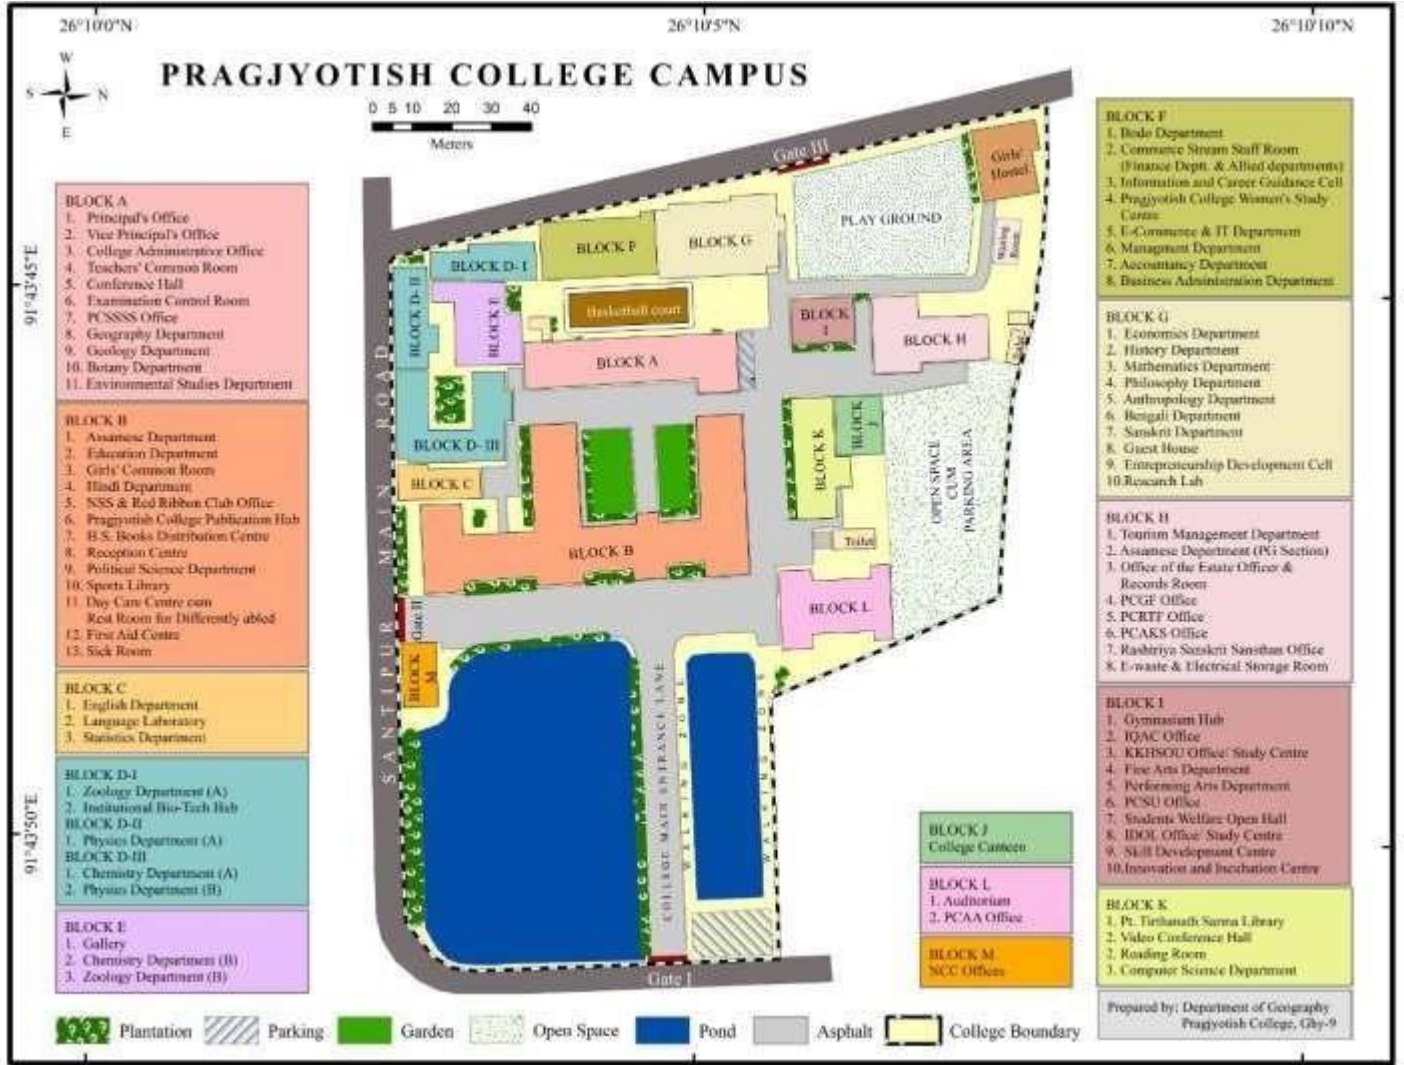 26°10'0"N
26°10'5"N
26°10'10"N
W
S
N
E
PRAGJYOTISH COLLEGE CAMPUS
0 5 10 20 30 40
Meters
91°43'45"E
91°43'50"E
BLOCK A
1. Principal's Office
2. Vice Principal's Office
3. College Administrative Office
4. Teachers' Common Room
5. Conference Hall
6. Examination Control Room
7. PCSSSS Office
8. Geography Department
9. Geology Department
10. Botany Department
11. Environmental Studies Department
BLOCK B
1. Assamese Department
2. Education Department
3. Girls' Common Room
4. Hindi Department
5. NSS & Red Ribbon Club Office
6. Pragjyotish College Publication Hub
7. H.S. Books Distribution Centre
8. Reception Centre
9. Political Science Department
10. Sports Library
11. Day Care Centre cum
Rest Room for Differently abled
12. First Aid Centre
13. Sick Room
BLOCK C
1. English Department
2. Language Laboratory
3. Statistics Department
BLOCK D-I
1. Zoology Department (A)
2. Institutional Bio-Tech Hub
BLOCK D-II
1. Physics Department (A)
BLOCK D-III
1. Chemistry Department (A)
2. Physics Department (B)
BLOCK E
1. Gallery
2. Chemistry Department (B)
3. Zoology Department (B)
Gate III
Girls'
Hostel
PLAY GROUND
Waiting
Room
BLOCK F
BLOCK G
BLOCK D- I
BLOCK D- II
BLOCK E
Basketball court
BLOCK
I
BLOCK H
Toilet
BLOCK A
BLOCK D- III
BLOCK C
BLOCK K
BLOCK
J
OPEN SPACE
CUM
PARKING AREA
BLOCK B
Toilet
BLOCK L
Gate II
BLOCK
M
SANTIPUR MAIN ROAD
COLLEGE MAIN ENTRANCE LANE
WALKING ZONE
WALKING ZONE
Gate I
BLOCK F
1. Bodo Department
2. Commerce Stream Staff Room
(Finance Deptt. & Allied departments)
3. Information and Career Guidance Cell
4. Pragjyotish College Women's Study
Centre
5. E-Commerce & IT Department
6. Managment Department
7. Accountancy Department
8. Business Administration Department
BLOCK G
1. Economics Department
2. History Department
3. Mathematics Department
4. Philosophy Department
5. Anthropology Department
6. Bengali Department
7. Sanskrit Department
8. Guest House
9. Entrepreneurship Development Cell
10.Research Lab
BLOCK H
1. Tourism Management Department
2. Assamese Department (PG Section)
3. Office of the Estate Officer &
Records Room
4. PCGF Office
5. PCRTF Office
6. PCAKS Office
7. Rashtriya Sanskrit Sansthan Office
8. E-waste & Electrical Storage Room
BLOCK I
1. Gymnasium Hub
2. IQAC Office
3. KKHSOU Office/ Study Centre
4. Fine Arts Department
5. Performing Arts Department
6. PCSU Office
7. Students Welfare Open Hall
8. IDOL Office/ Study Centre
9. Skill Development Centre
10.Innovation and Incubation Centre
BLOCK J
College Canteen
BLOCK L
1. Auditorium
2. PCAA Office
BLOCK M
NCC Offices
BLOCK K
1. Pt. Tirthanath Sarma Library
2. Video Conference Hall
2. Reading Room
3. Computer Science Department
Prepared by: Department of Geography
Pragjyotish College, Ghy-9
Plantation
Parking
Garden
Open Space
Pond
Asphalt
College Boundary